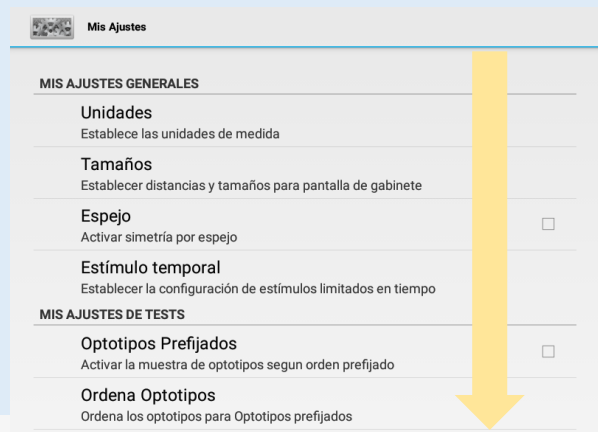 Mis Ajustes
MIS AJUSTES GENERALES
Unidades
Establece las unidades de medida
Tamaños
Establecer distancias y tamaños para pantalla de gabinete
Espejo
Activar simetría por espejo
Estímulo temporal
Establecer la configuración de estímulos limitados en tiempo
MIS AJUSTES DE TESTS
Optotipos Prefijados
Activar la muestra de optotipos segun orden prefijado
Ordena Optotipos
Ordena los optotipos para Optotipos prefijados